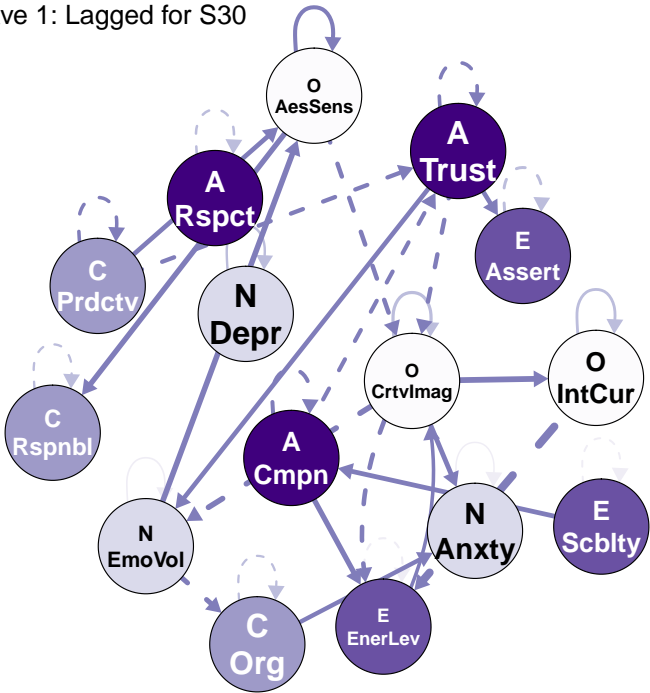 ve 1: Lagged for S30
O
AesSens
A
Trust
A
Rspct
E
Assert
C
Prdctv
N
Depr
O
CrtvImag
O
IntCur
C
Rspnbl
A
Cmpn
N
Anxty
E
Scblty
N
EmoVol
C
Org
E
EnerLev